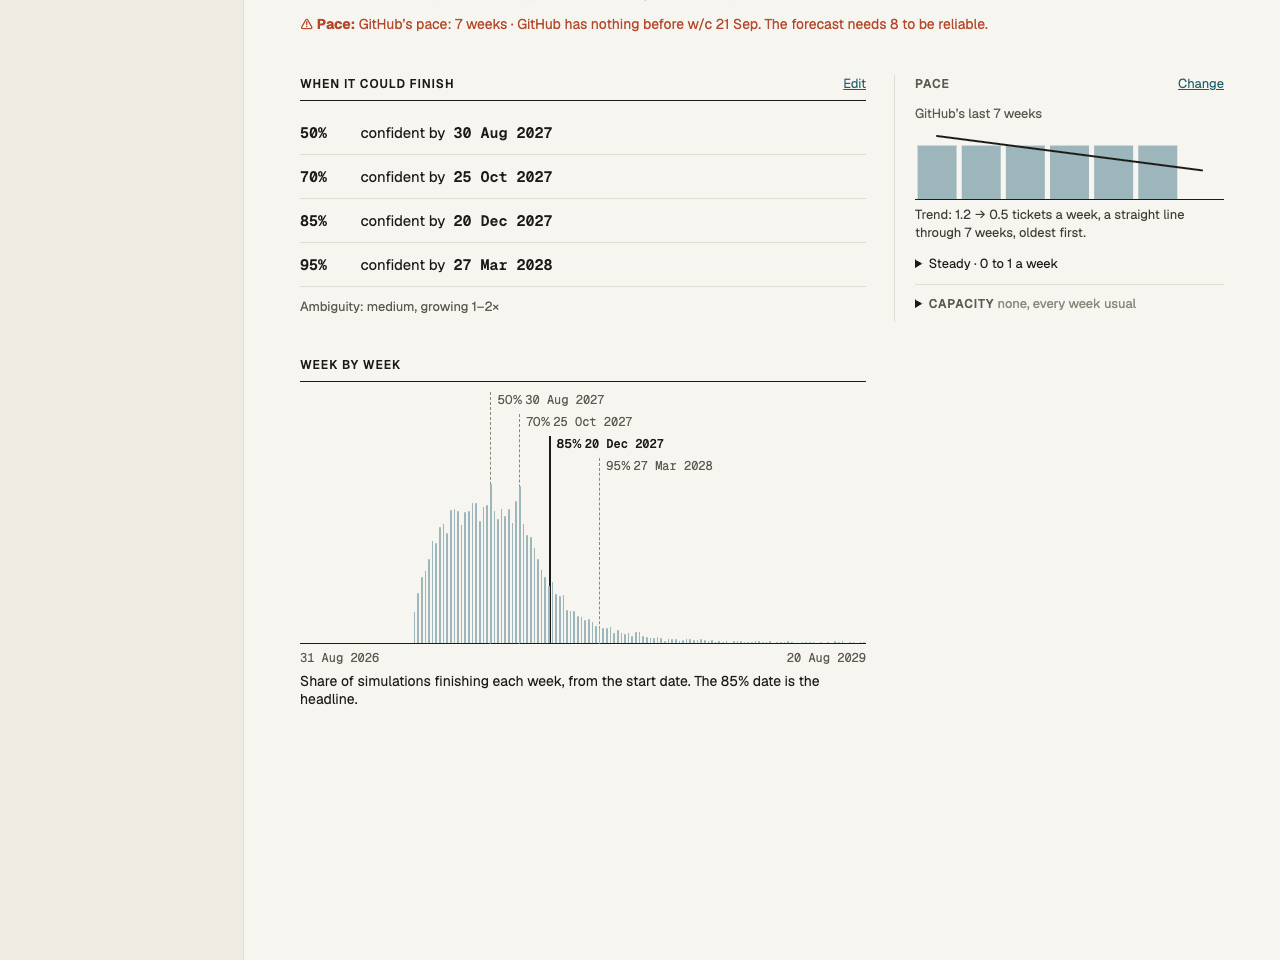 ⚠ Pace: GitHub's pace: 7 weeks · GitHub has nothing before w/c 21 Sep. The forecast needs 8 to be reliable.
WHEN IT COULD FINISH
Edit
50% confident by 30 Aug 2027
70% confident by 25 Oct 2027
85% confident by 20 Dec 2027
95% confident by 27 Mar 2028
Ambiguity: medium, growing 1–2×
PACE
Change
GitHub's last 7 weeks
Trend: 1.2 → 0.5 tickets a week, a straight line
through 7 weeks, oldest first.
▶ Steady · 0 to 1 a week
▶ CAPACITY none, every week usual
WEEK BY WEEK
50% 30 Aug 2027
70% 25 Oct 2027
85% 20 Dec 2027
95% 27 Mar 2028
31 Aug 2026
20 Aug 2029
Share of simulations finishing each week, from the start date. The 85% date is the
headline.